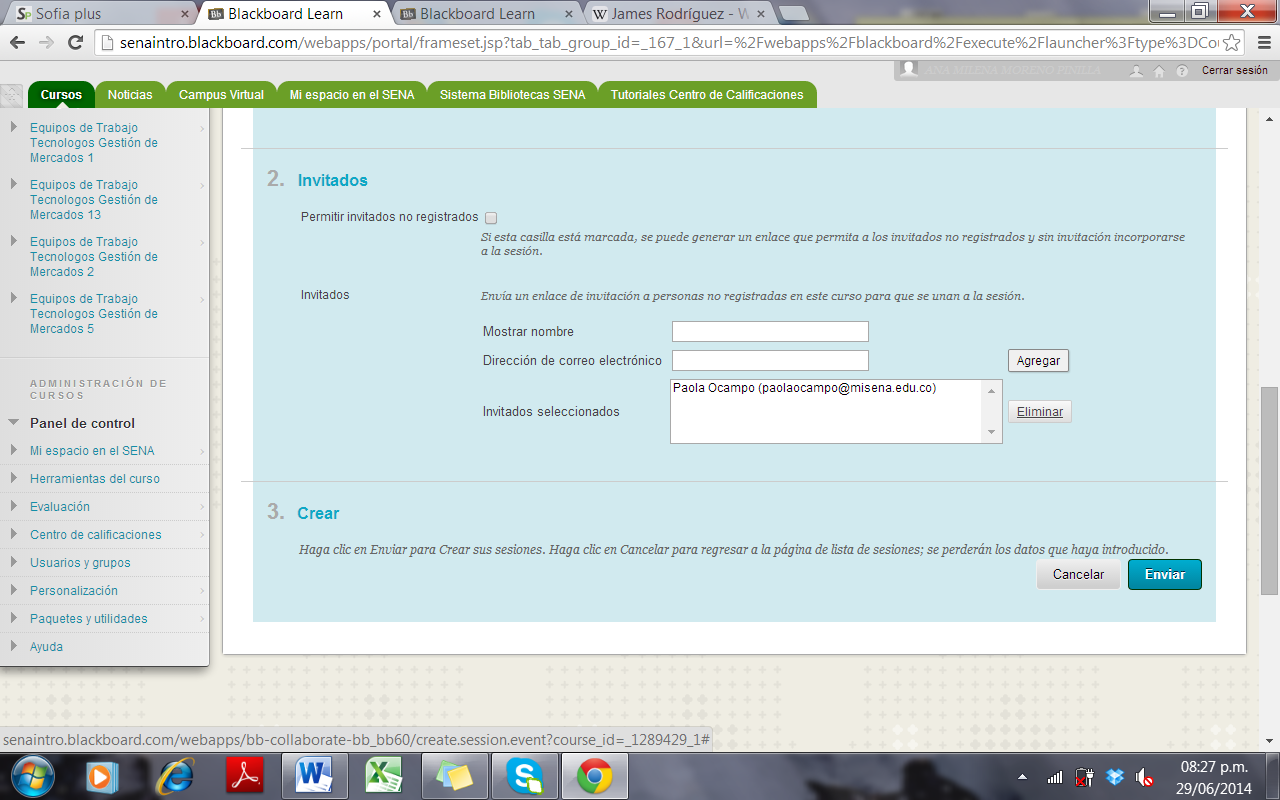 Sofia plus
Blackboard Learn
Blackboard Learn
James Rodríguez - W
senaintro.blackboard.com/webapps/portal/frameset.jsp?tab_tab_group_id=_167_1&url=%2Fwebapps%2Fblackboard%2Fexecute%2Flauncher%3Ftype%3DCou
ANA MILENA MORENO PINILLA
Cerrar sesión
Cursos
Noticias
Campus Virtual
Mi espacio en el SENA
Sistema Bibliotecas SENA
Tutoriales Centro de Calificaciones
Equipos de Trabajo
Tecnologos Gestión de
Mercados 1
Equipos de Trabajo
Tecnologos Gestión de
Mercados 13
Equipos de Trabajo
Tecnologos Gestión de
Mercados 2
Equipos de Trabajo
Tecnologos Gestión de
Mercados 5
ADMINISTRACIÓN DE
CURSOS
Panel de control
Mi espacio en el SENA
Herramientas del curso
Evaluación
Centro de calificaciones
Usuarios y grupos
Personalización
Paquetes y utilidades
Ayuda
2. Invitados
Permitir invitados no registrados
Si esta casilla está marcada, se puede generar un enlace que permita a los invitados no registrados y sin invitación incorporarse
a la sesión.
Invitados
Envía un enlace de invitación a personas no registradas en este curso para que se unan a la sesión.
Mostrar nombre
Dirección de correo electrónico
Agregar
Paola Ocampo (paolaocampo@misena.edu.co)
Invitados seleccionados
Eliminar
3. Crear
Haga clic en Enviar para Crear sus sesiones. Haga clic en Cancelar para regresar a la página de lista de sesiones; se perderán los datos que haya introducido.
Cancelar
Enviar
senaintro.blackboard.com/webapps/bb-collaborate-bb_bb60/create.session.event?course_id=_1289429_1#
08:27 p.m.
29/06/2014